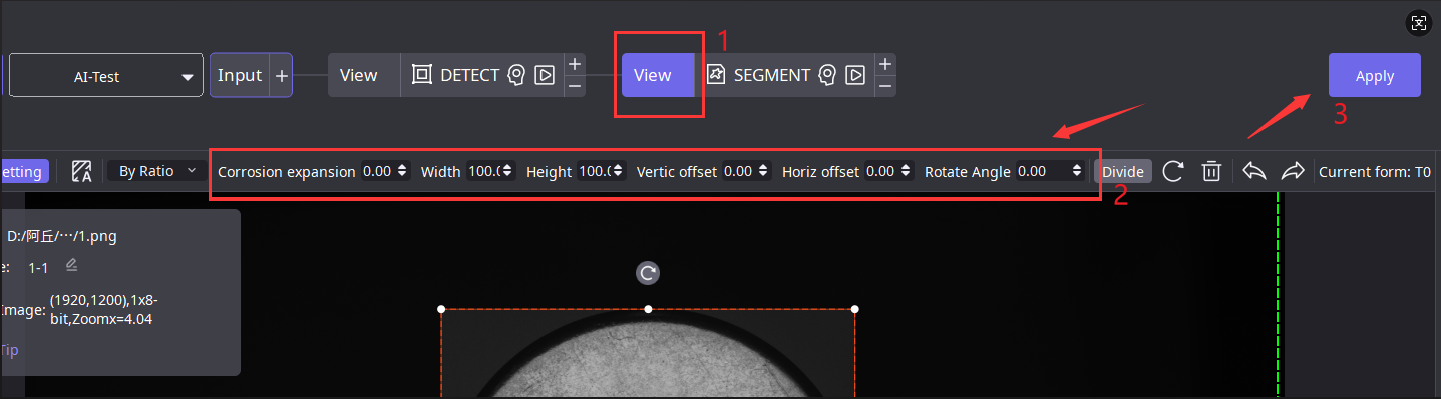 1
AI-Test
Input +
View
DETECT
+
−
View
SEGMENT
+
−
Apply
3
etting
By Ratio
Corrosion expansion 0.00
Width 100.(
Height 100.(
Vertic offset 0.00
Horiz offset 0.00
Rotate Angle 0.00
Divide
Current form: T0
2
D:/阿丘/···/1.png
e: 1-1
Image: (1920,1200),1x8-
bit,Zoomx=4.04
Tip